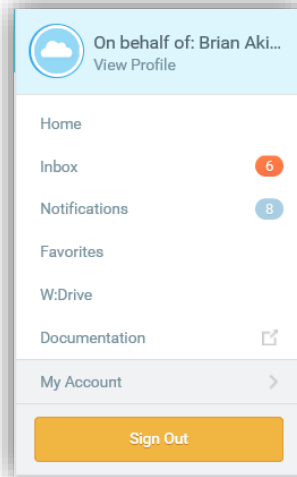 On behalf of: Brian Aki...
View Profile
Home
Inbox 6
Notifications 8
Favorites
W:Drive
Documentation
My Account
Sign Out